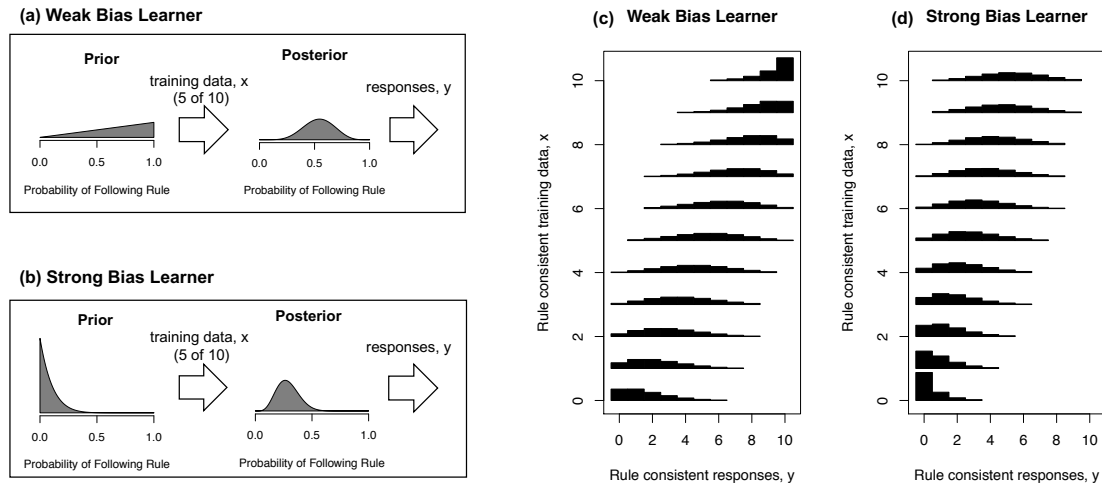 (a) Weak Bias Learner
Prior
training data, x
(5 of 10)
Posterior
responses, y
0.0 0.5 1.0
Probability of Following Rule
0.0 0.5 1.0
Probability of Following Rule
(b) Strong Bias Learner
Prior
training data, x
(5 of 10)
Posterior
responses, y
0.0 0.5 1.0
Probability of Following Rule
0.0 0.5 1.0
Probability of Following Rule
(c) Weak Bias Learner
Rule consistent training data, x
10
8
6
4
2
0
0 2 4 6 8 10
Rule consistent responses, y
(d) Strong Bias Learner
Rule consistent training data, x
10
8
6
4
2
0
0 2 4 6 8 10
Rule consistent responses, y